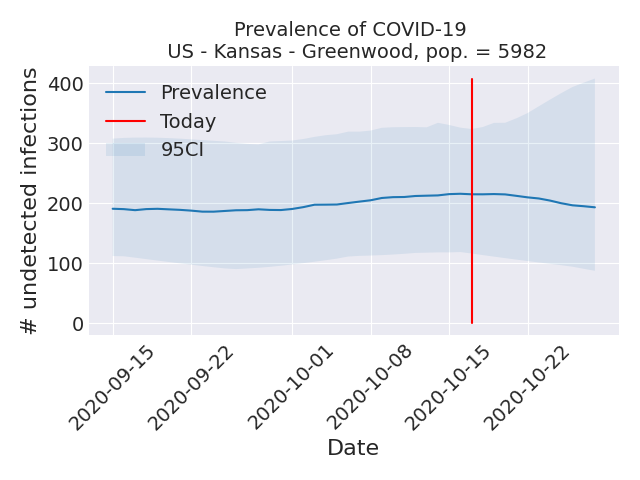 Prevalence of COVID-19
US - Kansas - Greenwood, pop. = 5982
# undetected infections
400
300
200
100
0
Prevalence
Today
95CI
2020-09-15
2020-09-22
2020-10-01
2020-10-08
2020-10-15
2020-10-22
Date